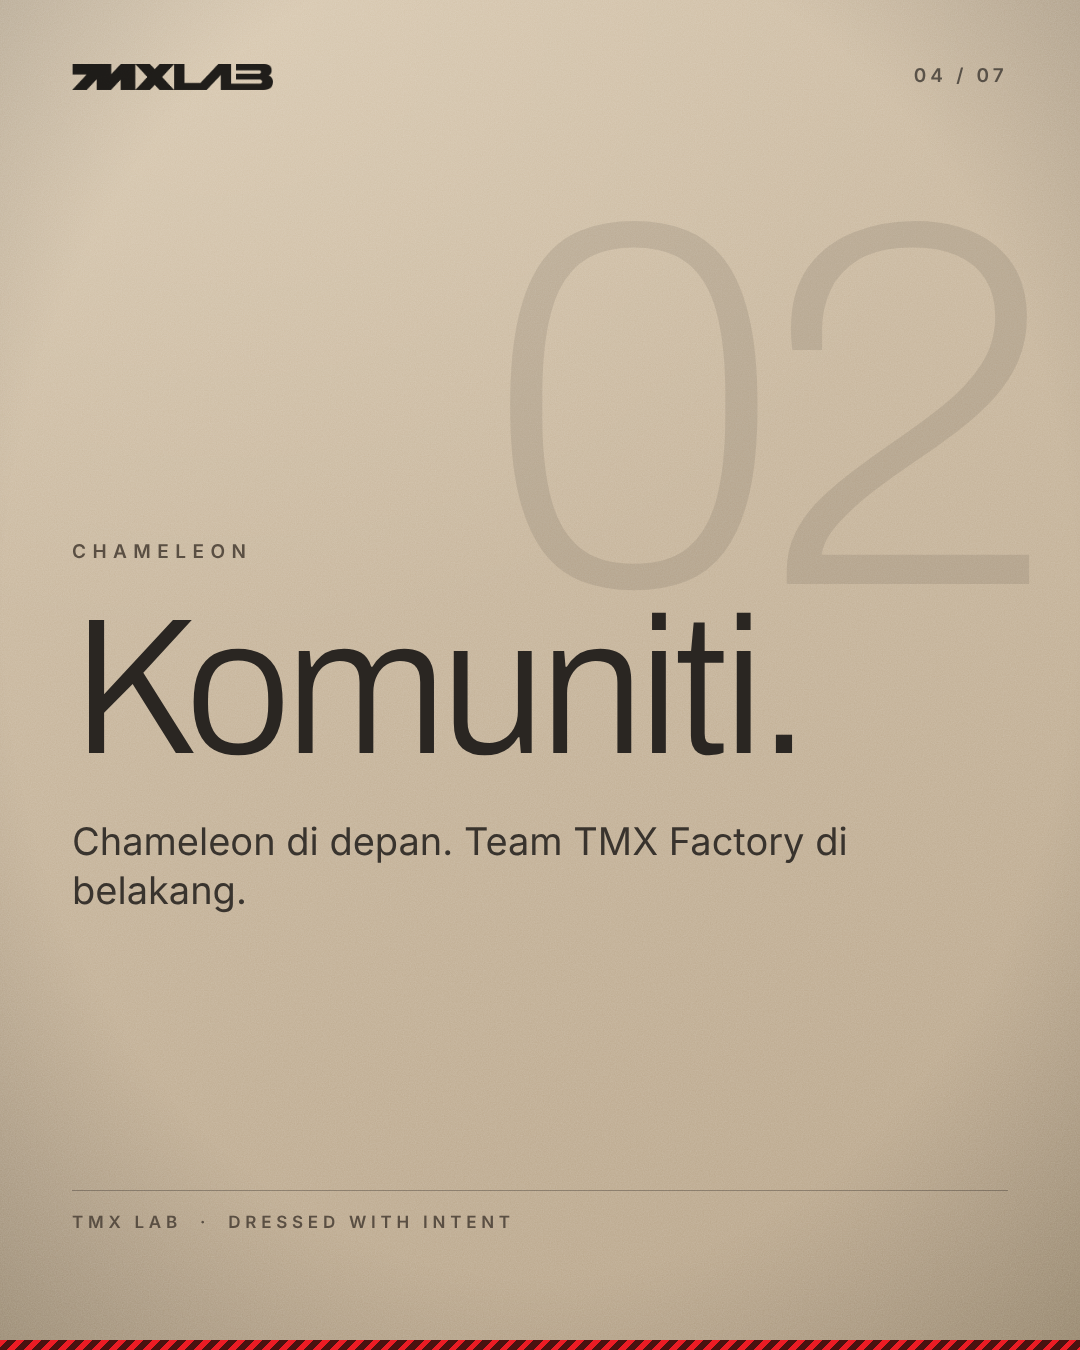 TMXLAB
04 / 07
02
CHAMELEON
Komuniti.
Chameleon di depan. Team TMX Factory di
belakang.
TMX LAB · DRESSED WITH INTENT